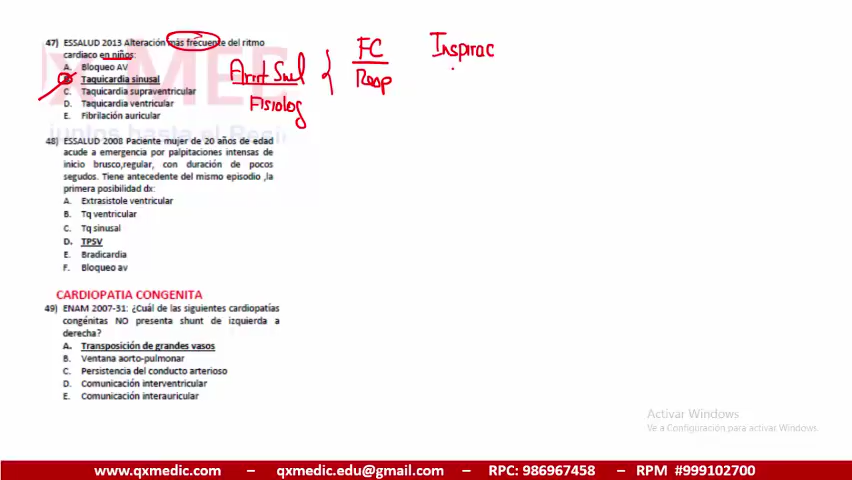 47) ESSALUD 2013 Alteración más frecuente del ritmo
cardiaco en niños:
A. Bloqueo AV
B. Taquicardia sinusal
C. Taquicardia supraventricular
D. Taquicardia ventricular
E. Fibrilación auricular
Fisiolog
FC
Resp
Inspirac
48) ESSALUD 2008 Paciente mujer de 20 años de edad
acude a emergencia por palpitaciones intensas de
inicio brusco,regular, con duración de pocos
segudos. Tiene antecedente del mismo episodio ,la
primera posibilidad dx:
A. Extrasistole ventricular
B. Tq ventricular
C. Tq sinusal
D. TPSV
E. Bradicardia
F. Bloqueo av
CARDIOPATIA CONGENITA
49) ENAM 2007-31: ¿Cuál de las siguientes cardiopatías
congénitas NO presenta shunt de izquierda a
derecha?
A. Transposición de grandes vasos
B. Ventana aorto-pulmonar
C. Persistencia del conducto arterioso
D. Comunicación interventricular
E. Comunicación interauricular
Activar Windows
Ve a Configuración para activar Windows.
www.qxmedic.com – qxmedic.edu@gmail.com – RPC: 986967458 – RPM #999102700